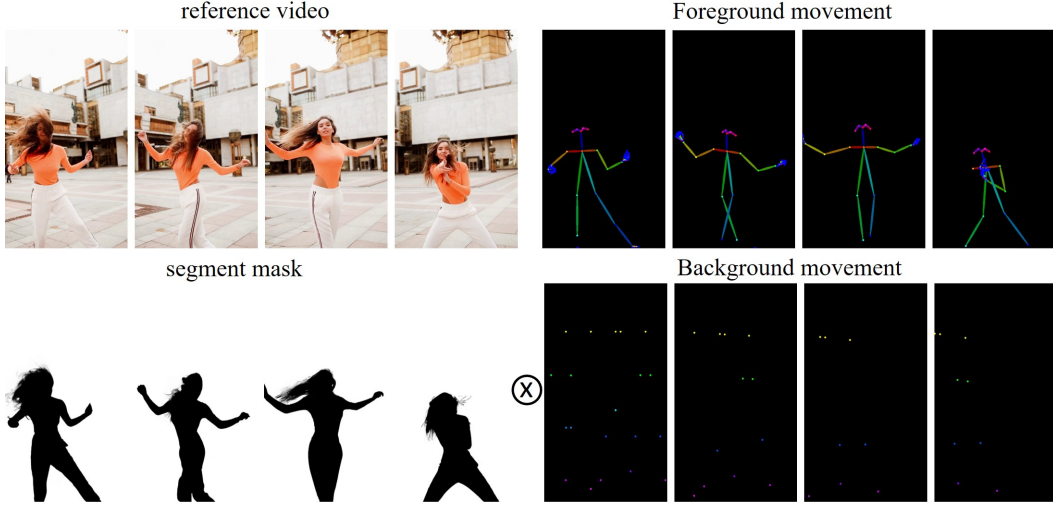 reference video
Foreground movement
segment mask
Background movement
X